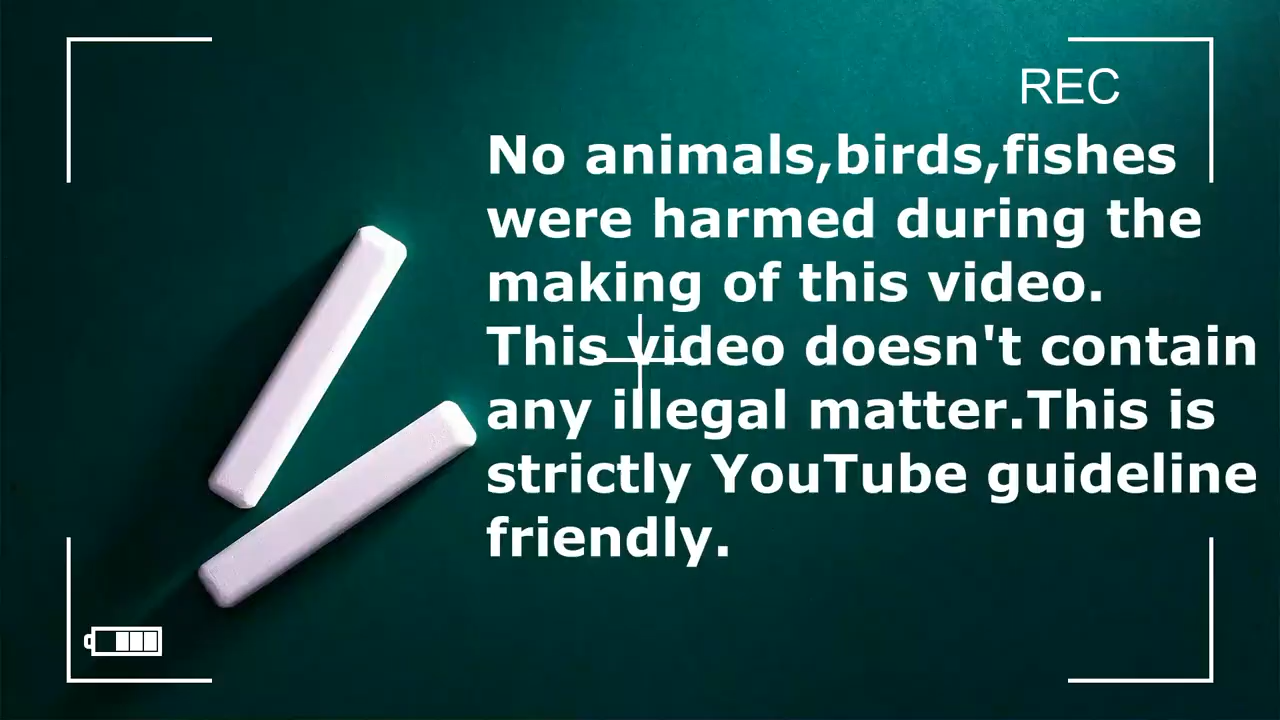 REC
No animals,birds,fishes
were harmed during the
making of this video.
This video doesn't contain
any illegal matter.This is
strictly YouTube guideline
friendly.